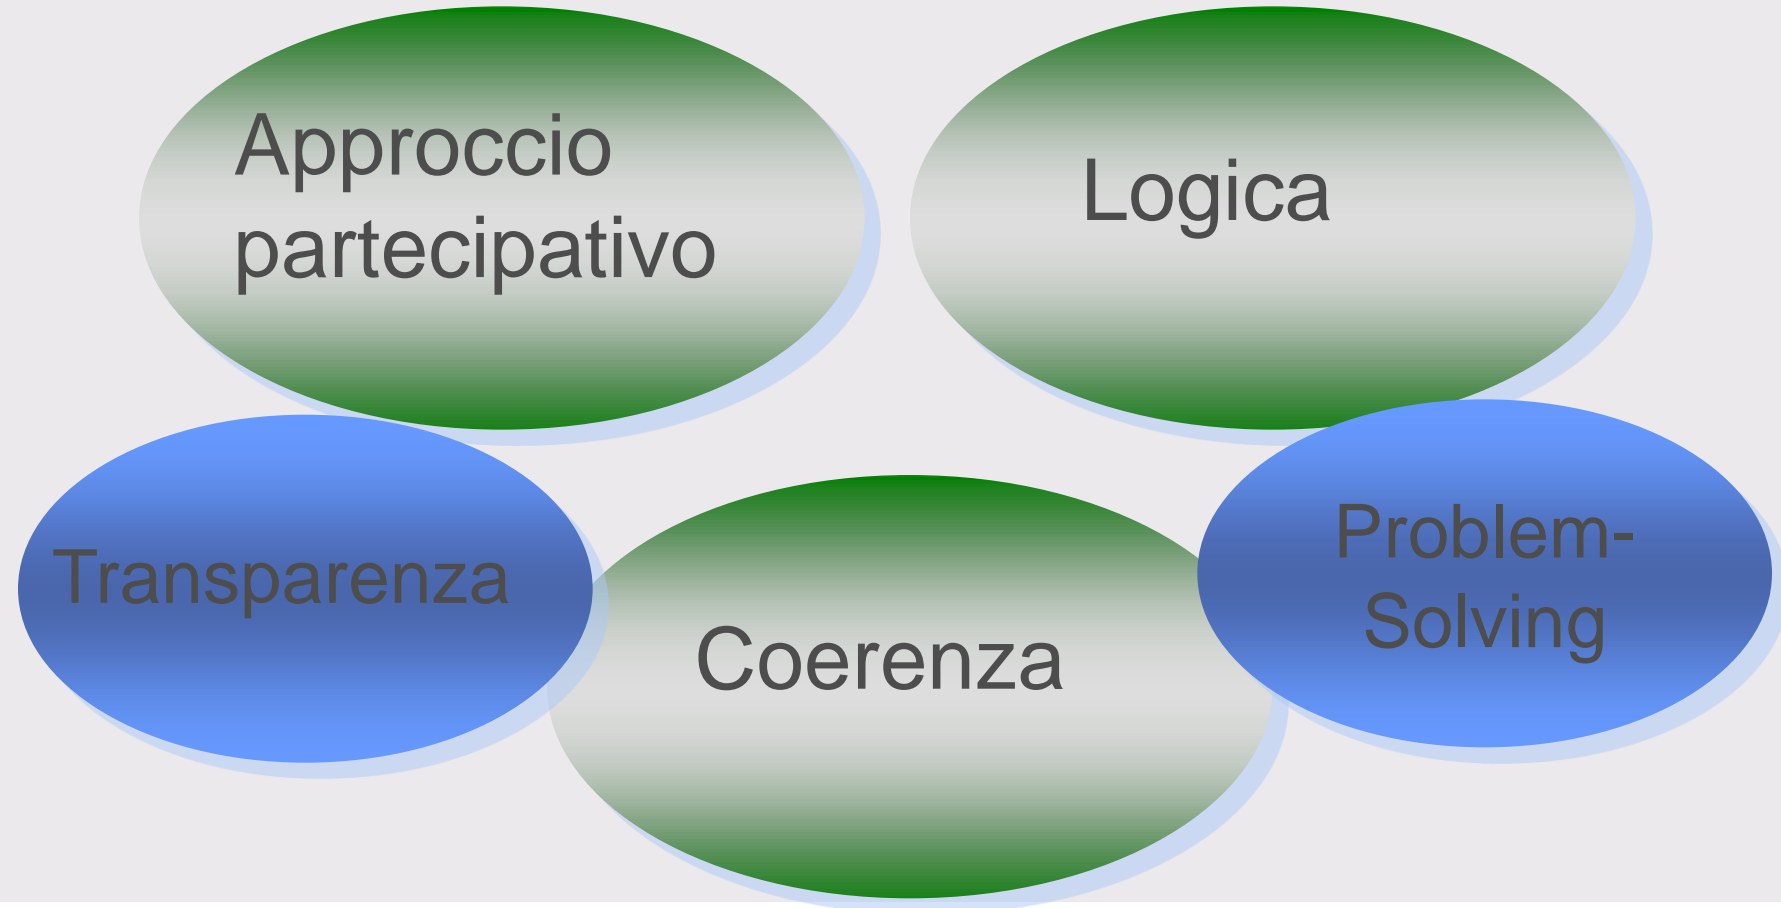 Approccio
partecipativo
Logica
Transparenza
Coerenza
Problem-
Solving